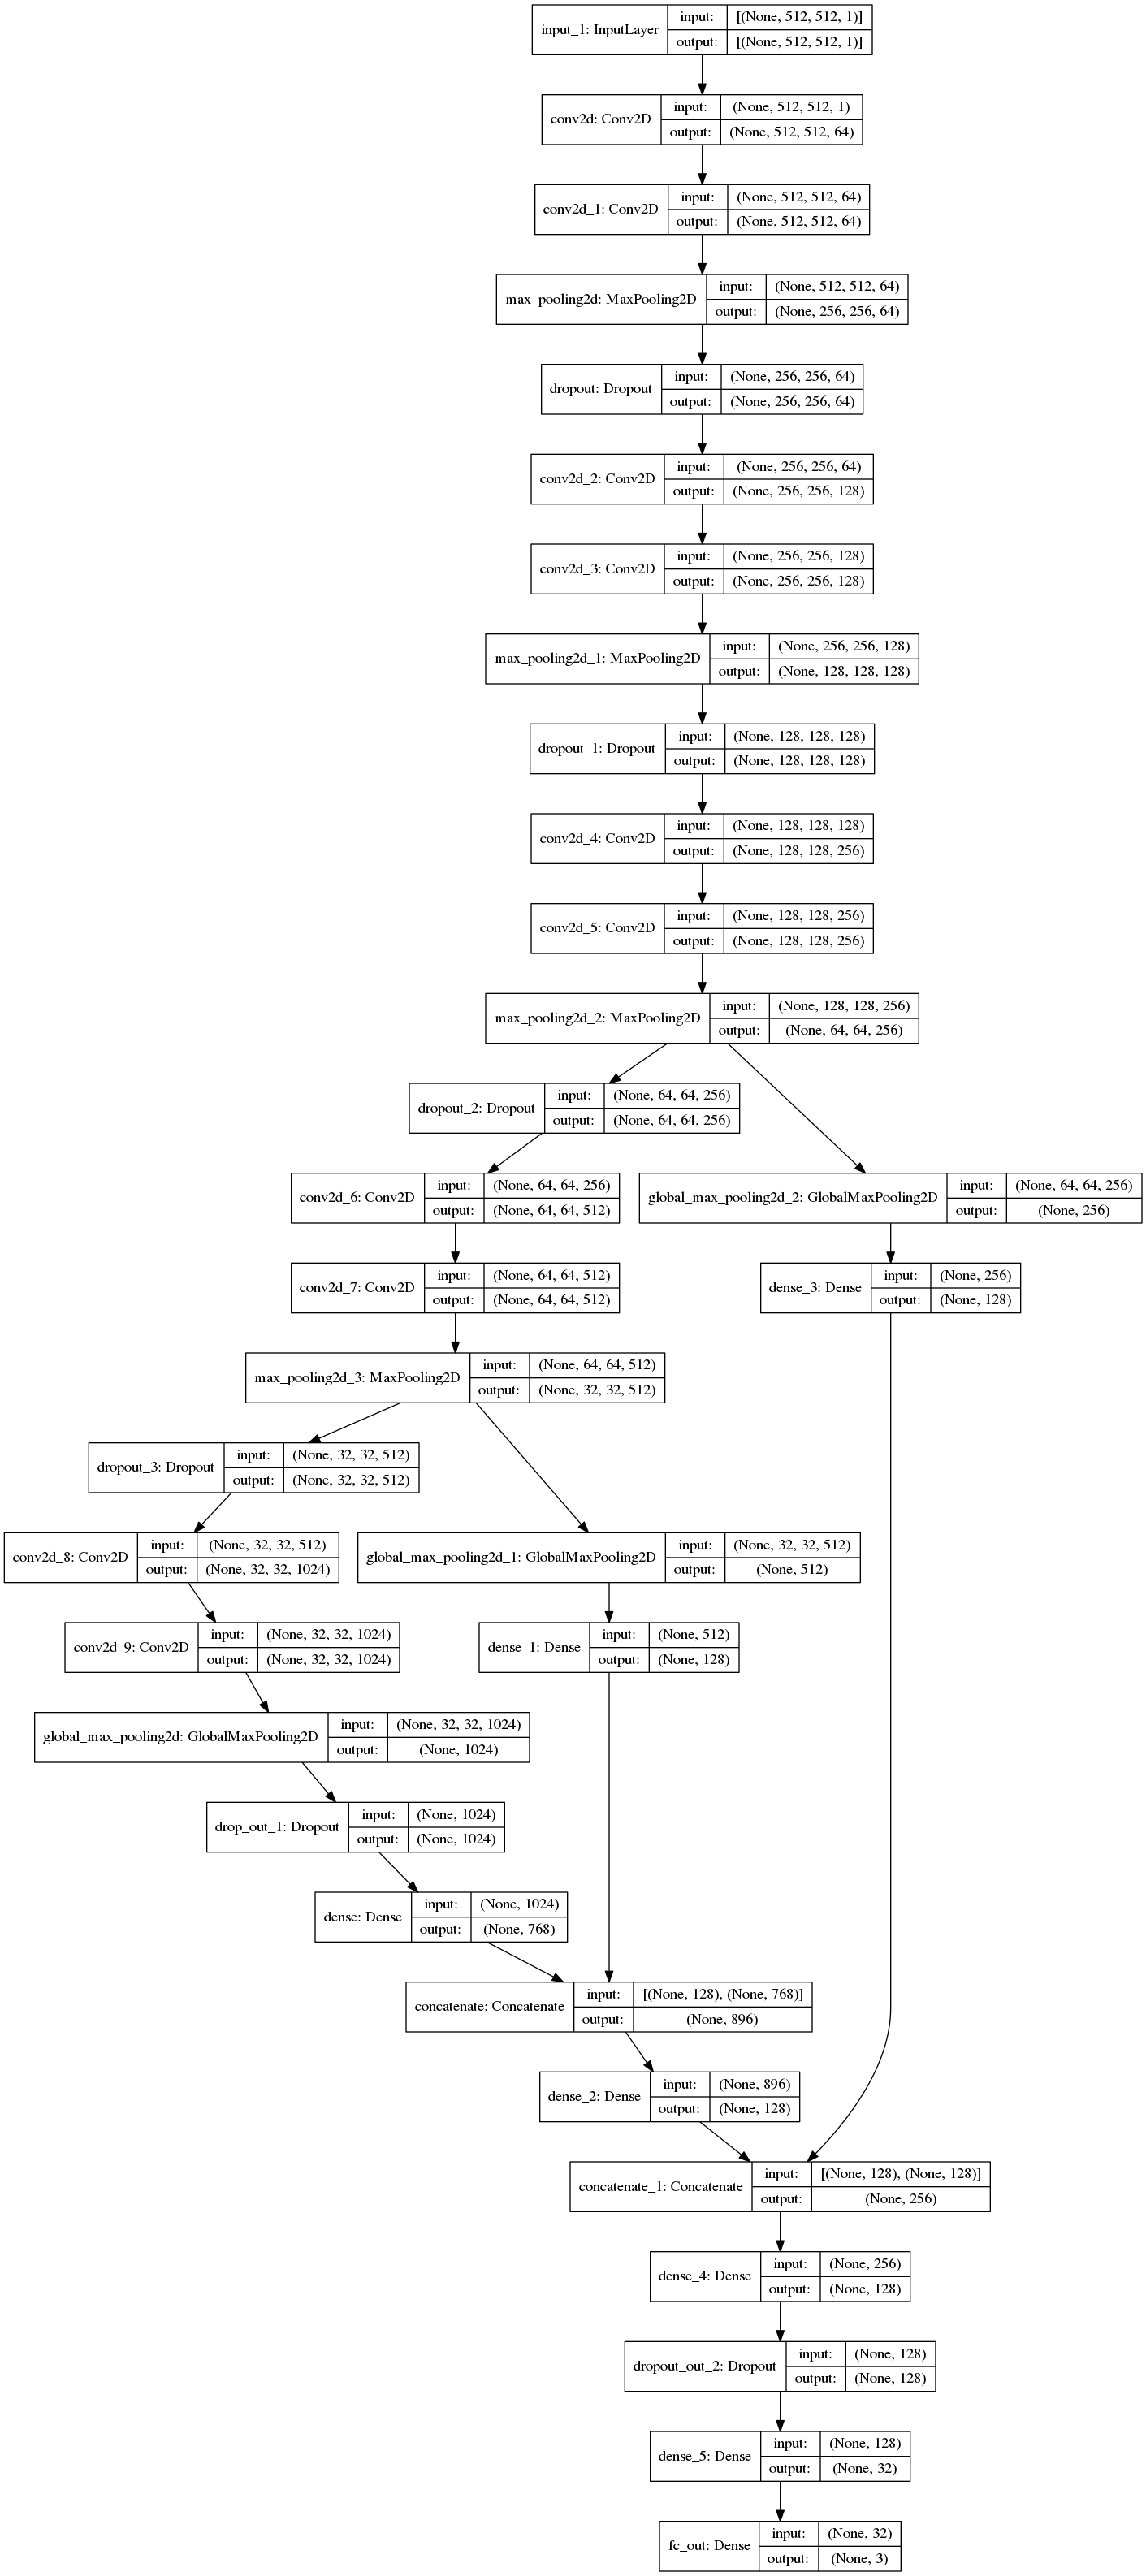 input_1: InputLayer
input: [(None, 512, 512, 1)]
output: [(None, 512, 512, 1)]
conv2d: Conv2D
input: (None, 512, 512, 1)
output: (None, 512, 512, 64)
conv2d_1: Conv2D
input: (None, 512, 512, 64)
output: (None, 512, 512, 64)
max_pooling2d: MaxPooling2D
input: (None, 512, 512, 64)
output: (None, 256, 256, 64)
dropout: Dropout
input: (None, 256, 256, 64)
output: (None, 256, 256, 64)
conv2d_2: Conv2D
input: (None, 256, 256, 64)
output: (None, 256, 256, 128)
conv2d_3: Conv2D
input: (None, 256, 256, 128)
output: (None, 256, 256, 128)
max_pooling2d_1: MaxPooling2D
input: (None, 256, 256, 128)
output: (None, 128, 128, 128)
dropout_1: Dropout
input: (None, 128, 128, 128)
output: (None, 128, 128, 128)
conv2d_4: Conv2D
input: (None, 128, 128, 128)
output: (None, 128, 128, 256)
conv2d_5: Conv2D
input: (None, 128, 128, 256)
output: (None, 128, 128, 256)
max_pooling2d_2: MaxPooling2D
input: (None, 128, 128, 256)
output: (None, 64, 64, 256)
dropout_2: Dropout
input: (None, 64, 64, 256)
output: (None, 64, 64, 256)
conv2d_6: Conv2D
input: (None, 64, 64, 256)
output: (None, 64, 64, 512)
global_max_pooling2d_2: GlobalMaxPooling2D
input: (None, 64, 64, 256)
output: (None, 256)
conv2d_7: Conv2D
input: (None, 64, 64, 512)
output: (None, 64, 64, 512)
dense_3: Dense
input: (None, 256)
output: (None, 128)
max_pooling2d_3: MaxPooling2D
input: (None, 64, 64, 512)
output: (None, 32, 32, 512)
dropout_3: Dropout
input: (None, 32, 32, 512)
output: (None, 32, 32, 512)
conv2d_8: Conv2D
input: (None, 32, 32, 512)
output: (None, 32, 32, 1024)
global_max_pooling2d_1: GlobalMaxPooling2D
input: (None, 32, 32, 512)
output: (None, 512)
conv2d_9: Conv2D
input: (None, 32, 32, 1024)
output: (None, 32, 32, 1024)
dense_1: Dense
input: (None, 512)
output: (None, 128)
global_max_pooling2d: GlobalMaxPooling2D
input: (None, 32, 32, 1024)
output: (None, 1024)
drop_out_1: Dropout
input: (None, 1024)
output: (None, 1024)
dense: Dense
input: (None, 1024)
output: (None, 768)
concatenate: Concatenate
input: [(None, 128), (None, 768)]
output: (None, 896)
dense_2: Dense
input: (None, 896)
output: (None, 128)
concatenate_1: Concatenate
input: [(None, 128), (None, 128)]
output: (None, 256)
dense_4: Dense
input: (None, 256)
output: (None, 128)
dropout_out_2: Dropout
input: (None, 128)
output: (None, 128)
dense_5: Dense
input: (None, 128)
output: (None, 32)
fc_out: Dense
input: (None, 32)
output: (None, 3)